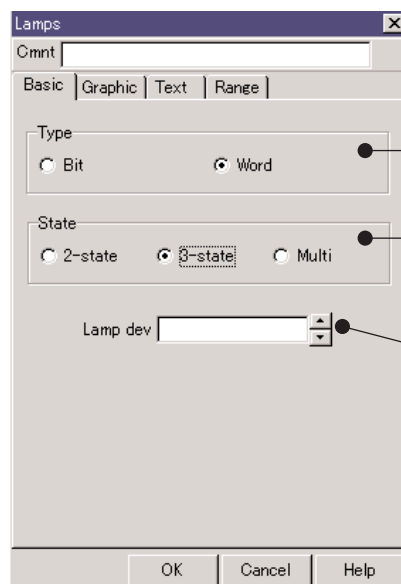 Lamps
Cmnt
Basic Graphic Text Range
Type
Bit Word
State
2-state 3-state Multi
Lamp dev
OK Cancel Help